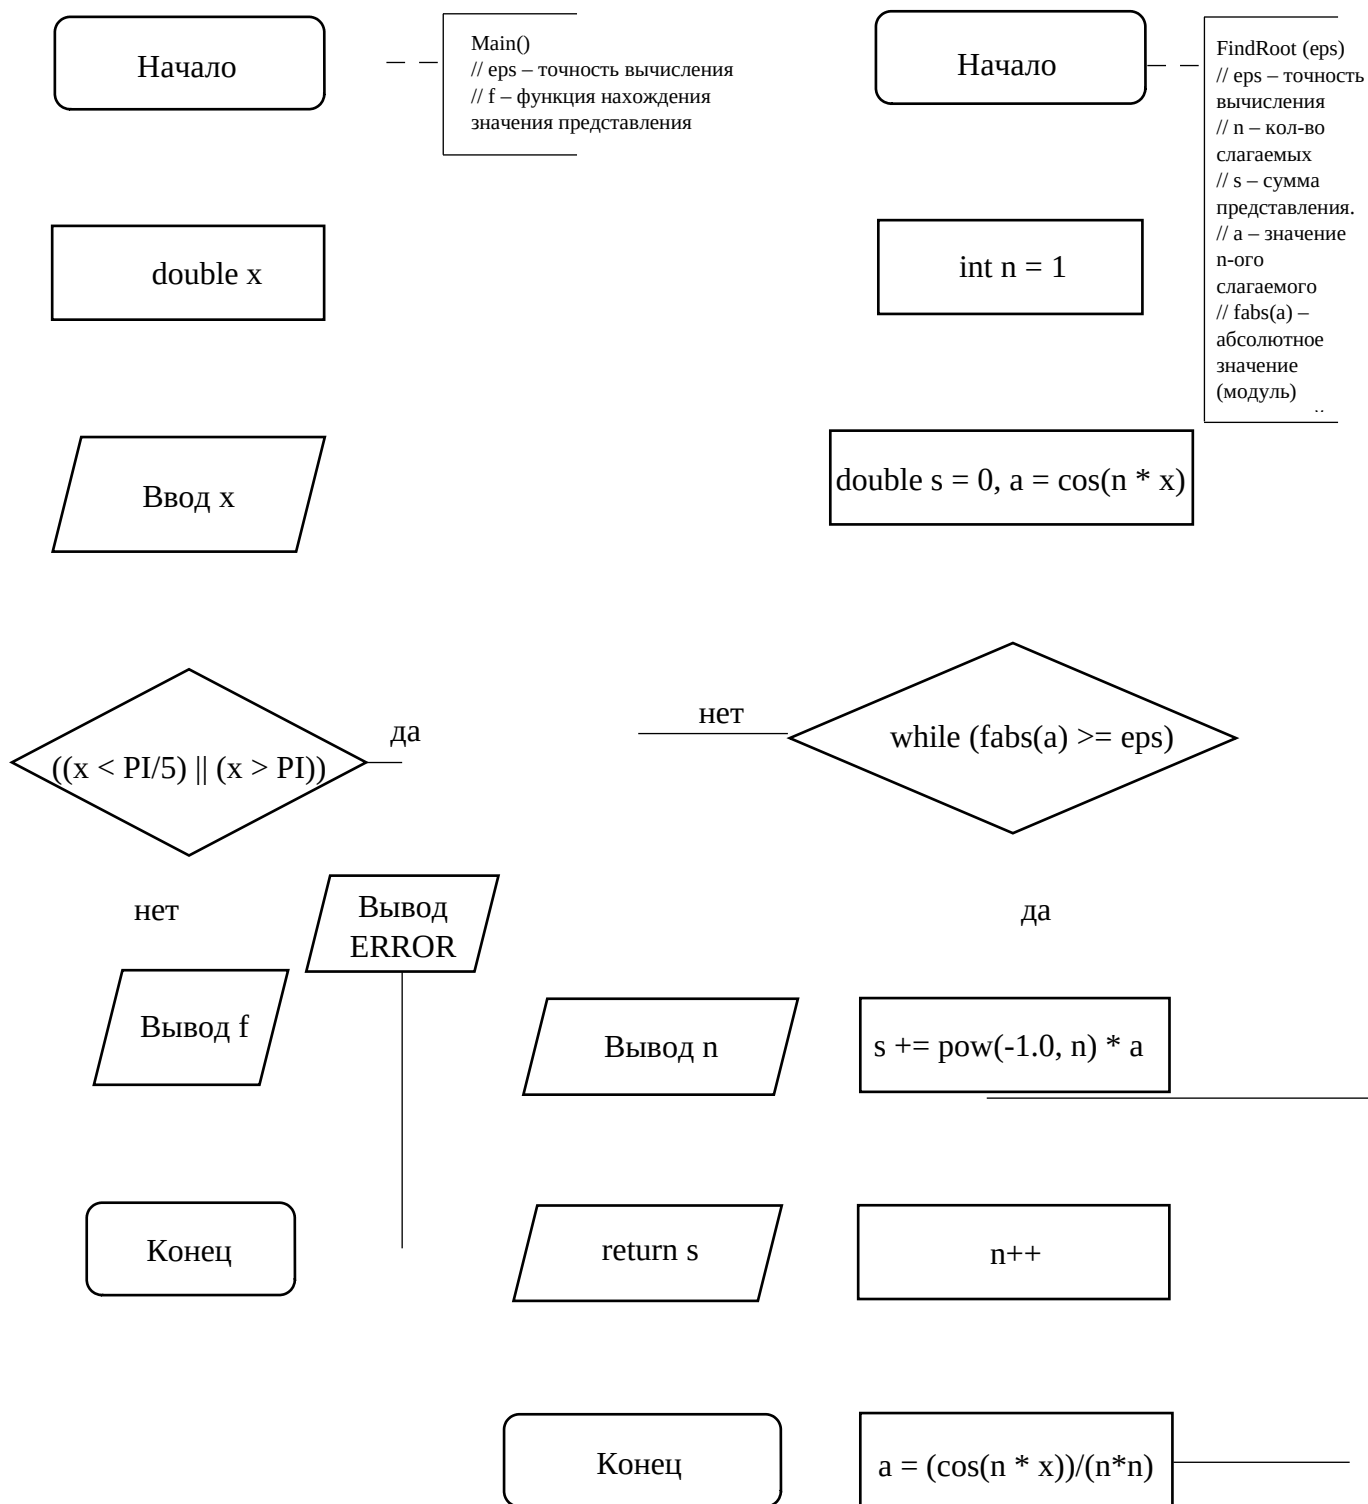 Начало
Main()
// eps – точность вычисления
// f – функция нахождения
значения представления
double x
Ввод x
да
((x < PI/5) || (x > PI))
нет
Вывод
ERROR
Вывод f
Конец
Начало
FindRoot (eps)
// eps – точность
вычисления
// n – кол-во
слагаемых
// s – сумма
представления.
// a – значение
n-ого
слагаемого
// fabs(a) –
абсолютное
значение
(модуль)
int n = 1
double s = 0, a = cos(n * x)
нет
while (fabs(a) >= eps)
да
Вывод n
s += pow(-1.0, n) * a
return s
n++
Конец
a = (cos(n * x))/(n*n)